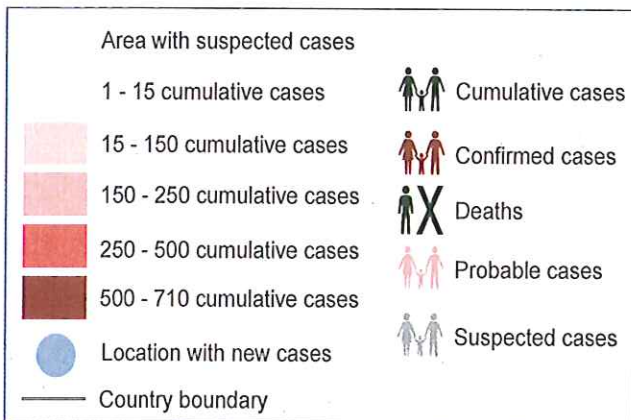 Area with suspected cases
1 - 15 cumulative cases
15 - 150 cumulative cases
150 - 250 cumulative cases
250 - 500 cumulative cases
500 - 710 cumulative cases
Location with new cases
Country boundary
Cumulative cases
Confirmed cases
Deaths
Probable cases
Suspected cases